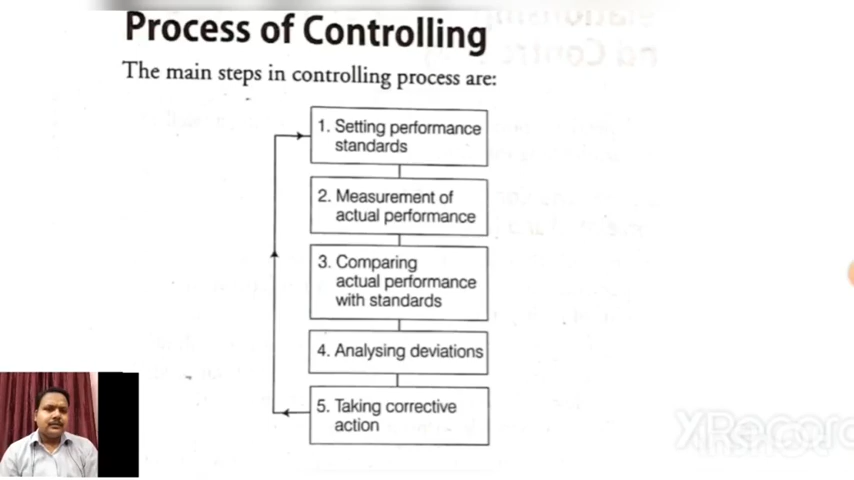 Process of Controlling
The main steps in controlling process are:
1. Setting performance
standards
2. Measurement of
actual performance
3. Comparing
actual performance
with standards
4. Analysing deviations
5. Taking corrective
action
XRecord